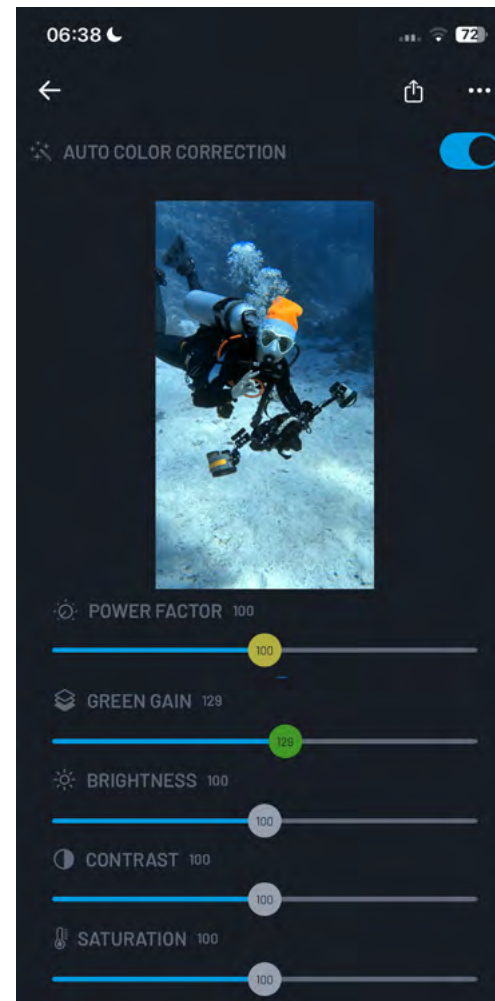 06:38
72
AUTO COLOR CORRECTION
POWER FACTOR 100
100
GREEN GAIN 129
129
BRIGHTNESS 100
100
CONTRAST 100
100
SATURATION 100
100